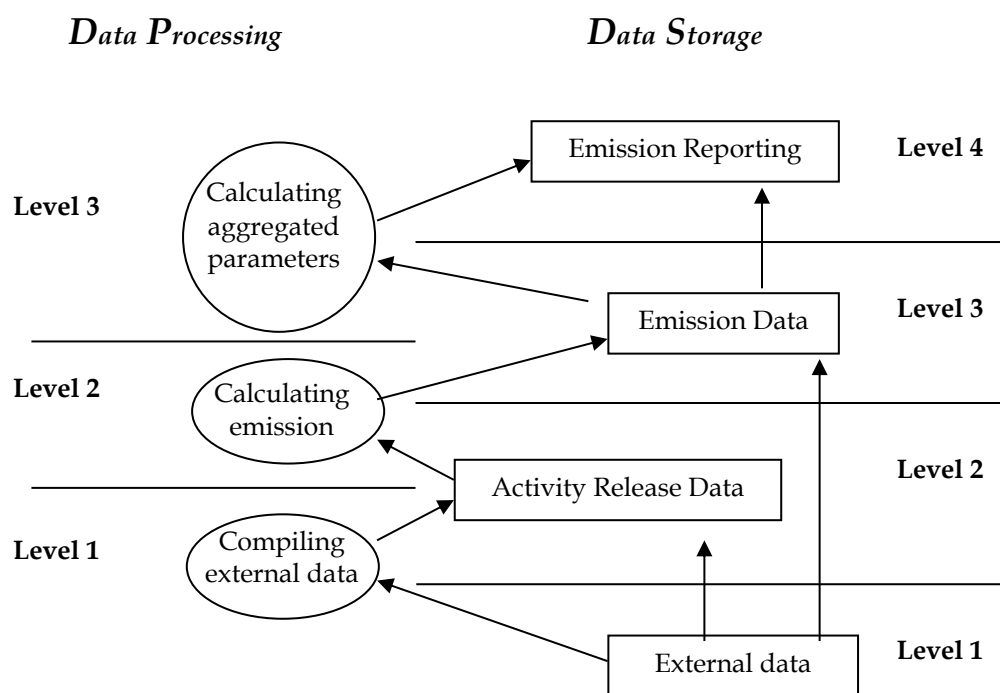 Data Processing
Data Storage
Emission Reporting
Level 4
Calculating
aggregated
parameters
Level 3
Emission Data
Level 3
Calculating
emission
Level 2
Activity Release Data
Level 2
Compiling
external data
Level 1
External data
Level 1